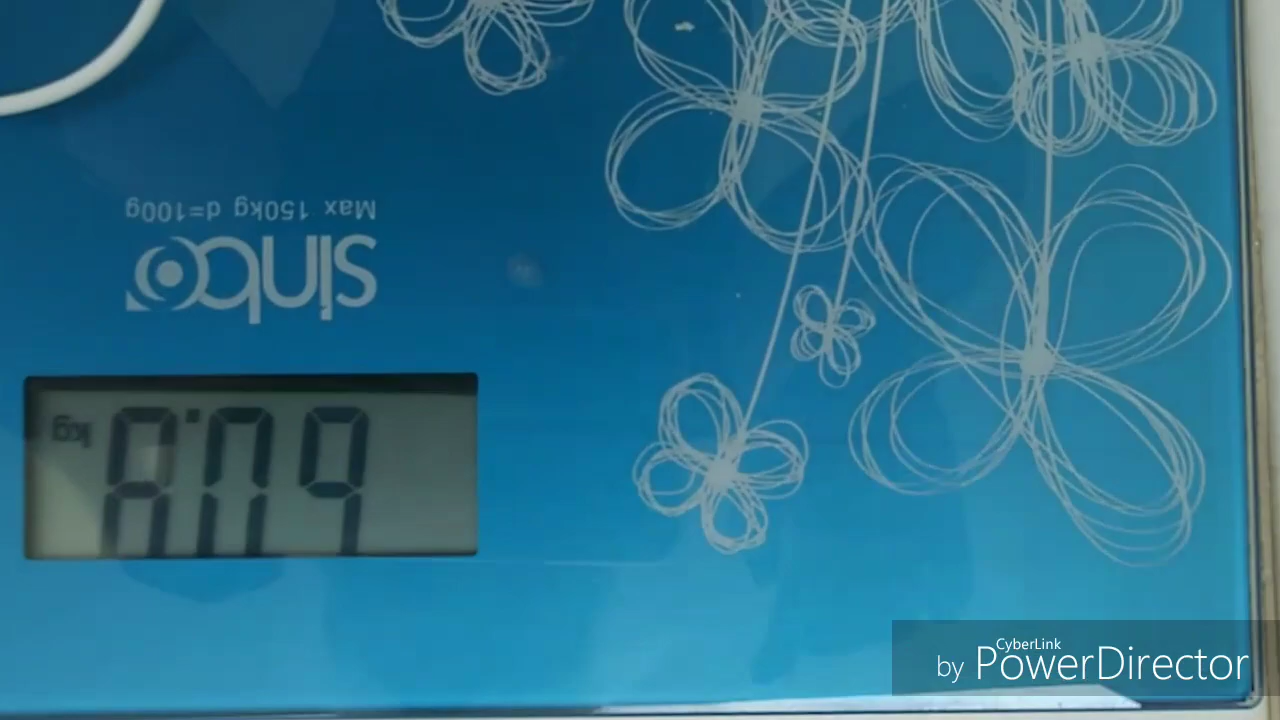 60.8 kg
sinbo
Max 150kg d=100g
CyberLink
by PowerDirector